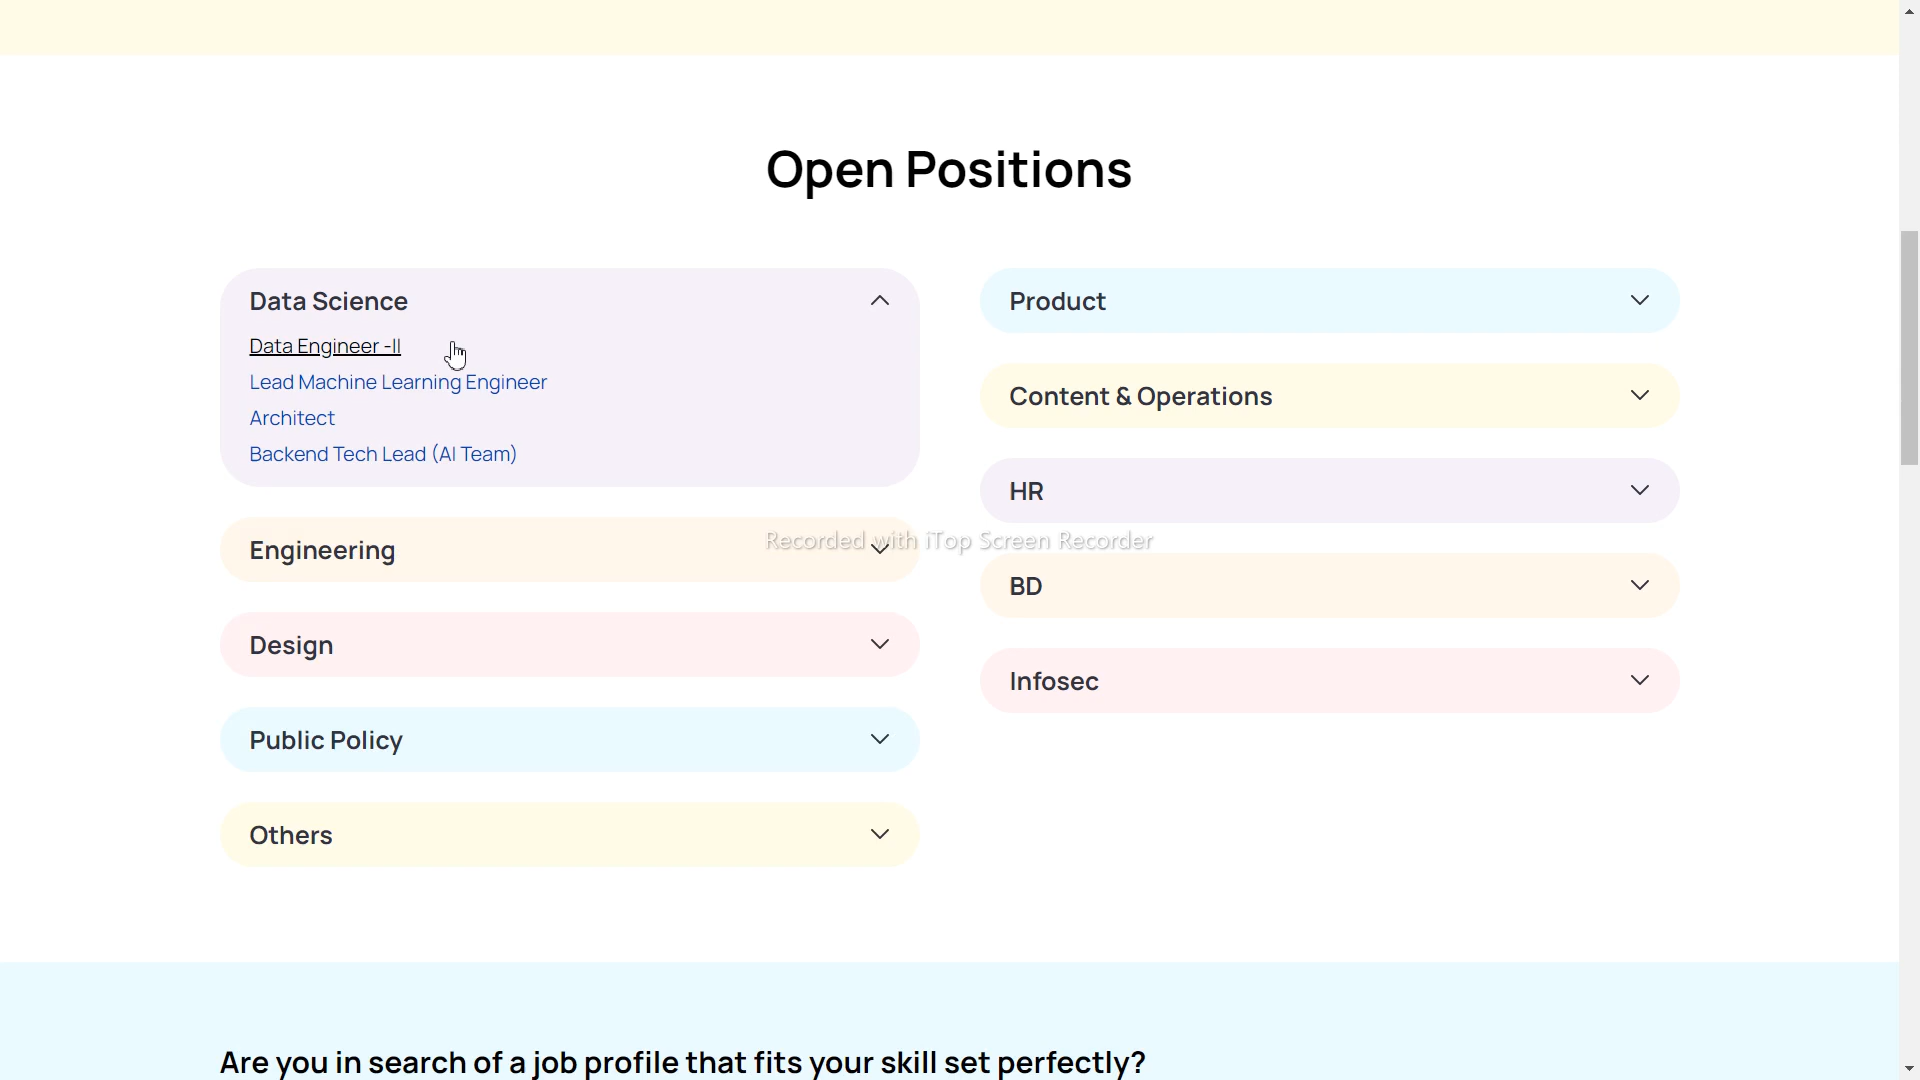 Open Positions
Data Science
Data Engineer -II
Lead Machine Learning Engineer
Architect
Backend Tech Lead (AI Team)
Engineering
Design
Public Policy
Others
Product
Content & Operations
HR
BD
Infosec
Recorded with iTop Screen Recorder
Are you in search of a job profile that fits your skill set perfectly?